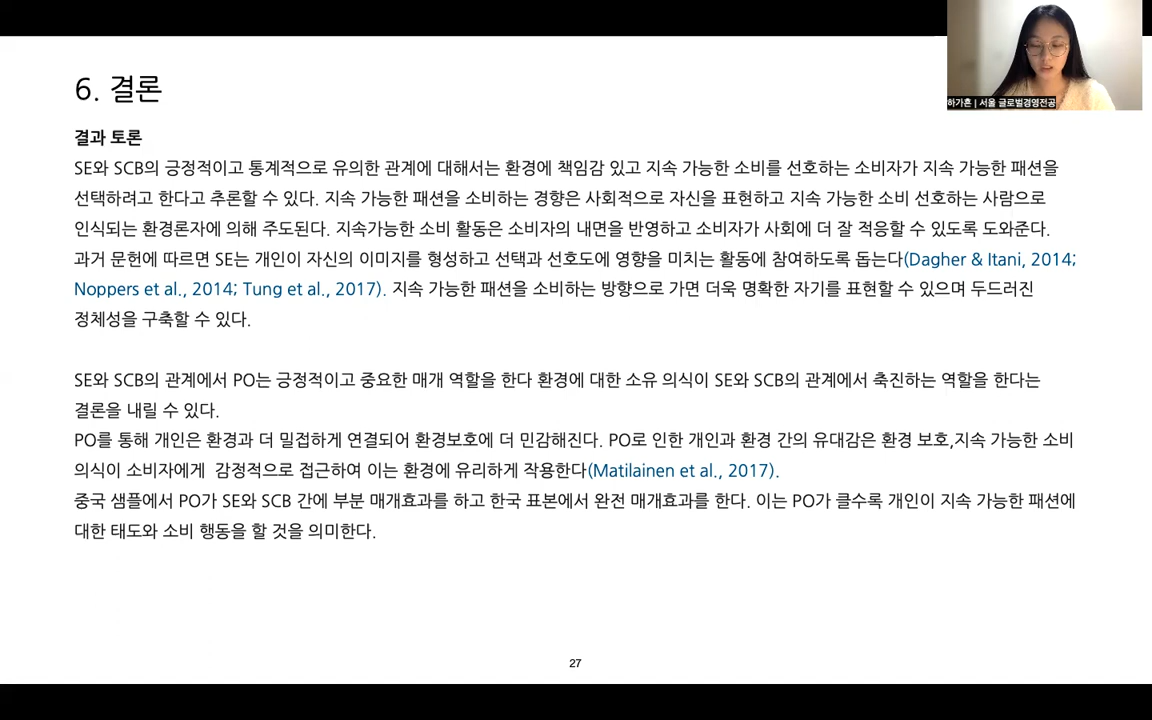 6. 결론
하가흔 | 서울 글로벌경영전공
결과 토론
SE와 SCB의 긍정적이고 통계적으로 유의한 관계에 대해서는 환경에 책임감 있고 지속 가능한 소비를 선호하는 소비자가 지속 가능한 패션을
선택하려고 한다고 추론할 수 있다. 지속 가능한 패션을 소비하는 경향은 사회적으로 자신을 표현하고 지속 가능한 소비 선호하는 사람으로
인식되는 환경론자에 의해 주도된다. 지속가능한 소비 활동은 소비자의 내면을 반영하고 소비자가 사회에 더 잘 적응할 수 있도록 도와준다.
과거 문헌에 따르면 SE는 개인이 자신의 이미지를 형성하고 선택과 선호도에 영향을 미치는 활동에 참여하도록 돕는다(Dagher & Itani, 2014;
Noppers et al., 2014; Tung et al., 2017). 지속 가능한 패션을 소비하는 방향으로 가면 더욱 명확한 자기를 표현할 수 있으며 두드러진
정체성을 구축할 수 있다.
SE와 SCB의 관계에서 PO는 긍정적이고 중요한 매개 역할을 한다 환경에 대한 소유 의식이 SE와 SCB의 관계에서 촉진하는 역할을 한다는
결론을 내릴 수 있다.
PO를 통해 개인은 환경과 더 밀접하게 연결되어 환경보호에 더 민감해진다. PO로 인한 개인과 환경 간의 유대감은 환경 보호,지속 가능한 소비
의식이 소비자에게 감정적으로 접근하여 이는 환경에 유리하게 작용한다(Matilainen et al., 2017).
중국 샘플에서 PO가 SE와 SCB 간에 부분 매개효과를 하고 한국 표본에서 완전 매개효과를 한다. 이는 PO가 클수록 개인이 지속 가능한 패션에
대한 태도와 소비 행동을 할 것을 의미한다.
27